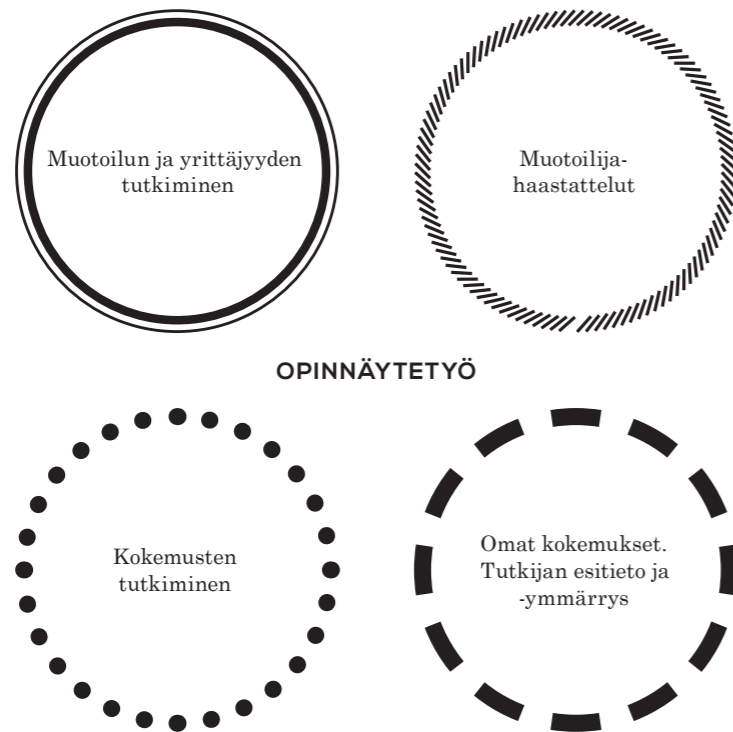 Muotoilun ja yrittäjyyden
tutkiminen
Muotoilija-
haastattelut
OPINNÄYTETYÖ
Kokemusten
tutkiminen
Omat kokemukset.
Tutkijan esitieto ja
-ymmärrys